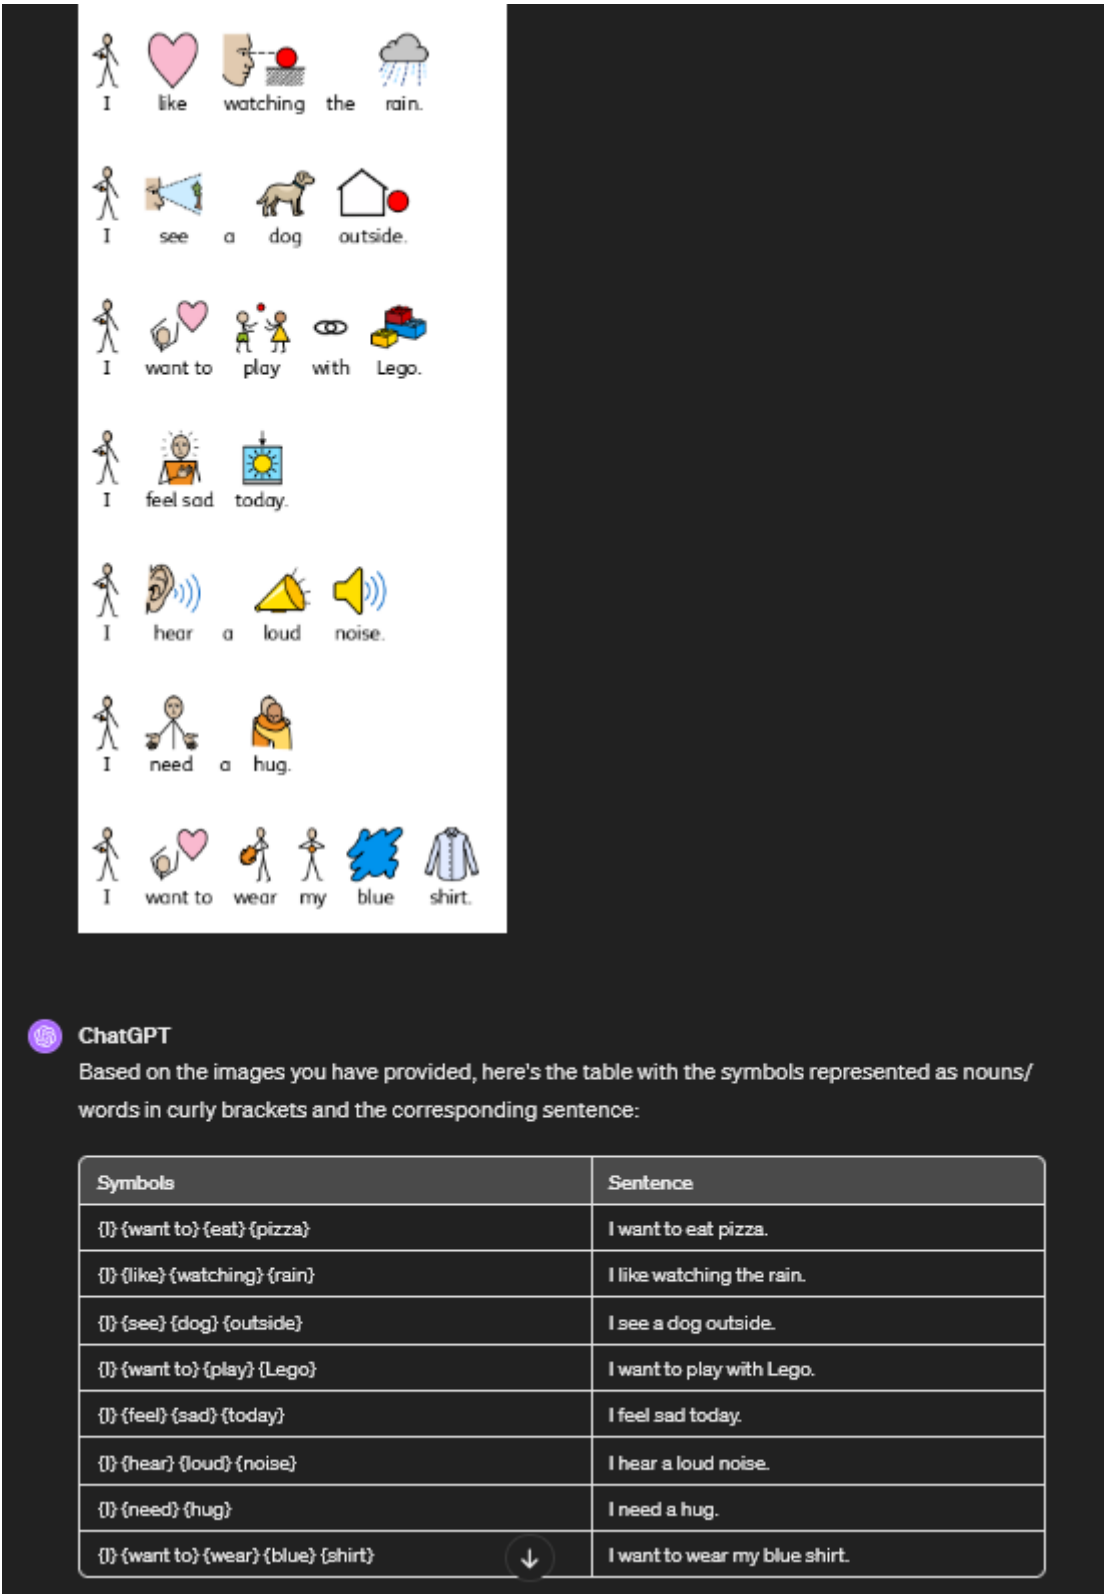 I like watching the rain.
I see a dog outside.
I want to play with Lego.
I feel sad today.
I hear a loud noise.
I need a hug.
I want to wear my blue shirt.
ChatGPT
Based on the images you have provided, here's the table with the symbols represented as nouns/
words in curly brackets and the corresponding sentence:
Symbols Sentence
{I} {want to} {eat} {pizza} I want to eat pizza.
{I} {like} {watching} {rain} I like watching the rain.
{I} {see} {dog} {outside} I see a dog outside.
{I} {want to} {play} {Lego} I want to play with Lego.
{I} {feel} {sad} {today} I feel sad today.
{I} {hear} {loud} {noise} I hear a loud noise.
{I} {need} {hug} I need a hug.
{I} {want to} {wear} {blue} {shirt} I want to wear my blue shirt.